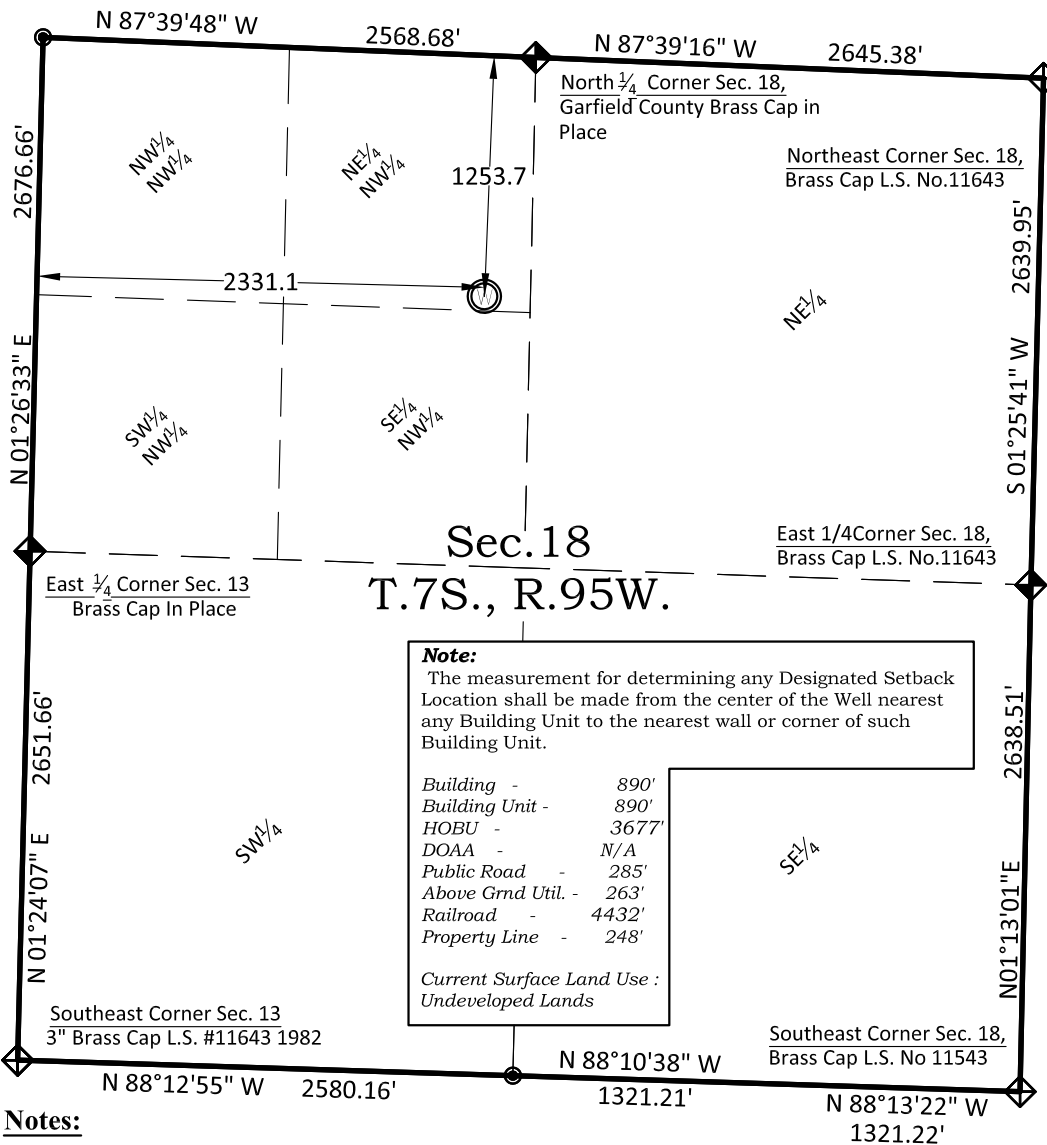 N 87°39'48" W 2568.68' N 87°39'16" W 2645.38'
North 1/4 Corner Sec. 18,
Garfield County Brass Cap in
Place
Northeast Corner Sec. 18,
Brass Cap L.S. No.11643
2676.66'
NW1/4
NW1/4
NE1/4
NW1/4
1253.7
2639.95'
2331.1
W
NE1/4
N 01°26'33" E
SW1/4
NW1/4
SE1/4
NW1/4
S 01°25'41" W
Sec.18
T.7S., R.95W.
East 1/4Corner Sec. 18,
Brass Cap L.S. No.11643
East 1/4 Corner Sec. 13
Brass Cap In Place
Note:
The measurement for determining any Designated Setback
Location shall be made from the center of the Well nearest
any Building Unit to the nearest wall or corner of such
Building Unit.
Building - 890'
Building Unit - 890'
HOBU - 3677'
DOAA - N/A
Public Road - 285'
Above Grnd Util. - 263'
Railroad - 4432'
Property Line - 248'
Current Surface Land Use :
Undeveloped Lands
2651.66'
2638.51'
SW1/4
SE1/4
N 01°24'07" E
N01°13'01"E
Southeast Corner Sec. 13
3" Brass Cap L.S. #11643 1982
Southeast Corner Sec. 18,
Brass Cap L.S. No 11543
N 88°12'55" W 2580.16'
N 88°10'38" W
1321.21'
N 88°13'22" W
1321.22'
Notes: